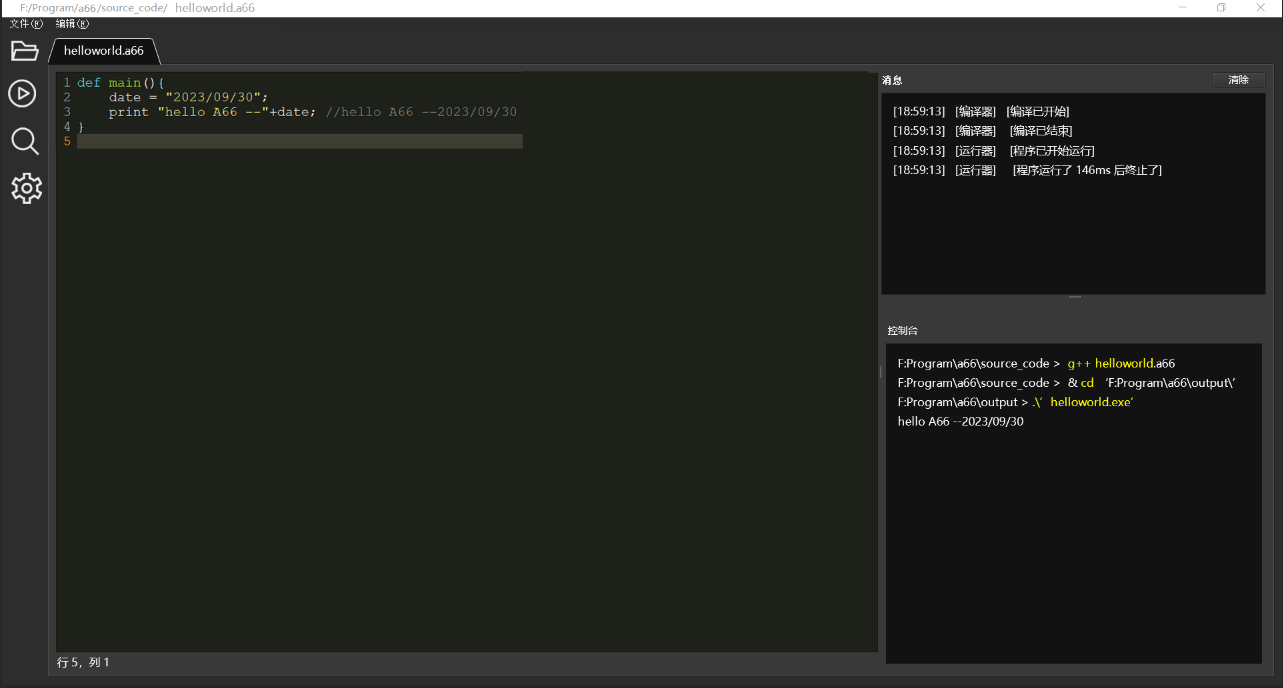 F:/Program/a66/source_code/ helloworld.a66
文件(R) 编辑(R)
helloworld.a66
1 def main(){
2     date = "2023/09/30";
3     print "hello A66 --"+date; //hello A66 --2023/09/30
4 }
5
行 5，列 1
消息 清除
[18:59:13] [编译器] [编译已开始]
[18:59:13] [编译器] [编译已结束]
[18:59:13] [运行器] [程序已开始运行]
[18:59:13] [运行器] [程序运行了 146ms 后终止了]
控制台
F:Program\a66\source_code > g++ helloworld.a66
F:Program\a66\source_code > & cd ‘F:Program\a66\output\’
F:Program\a66\output > .\’ helloworld.exe’
hello A66 --2023/09/30